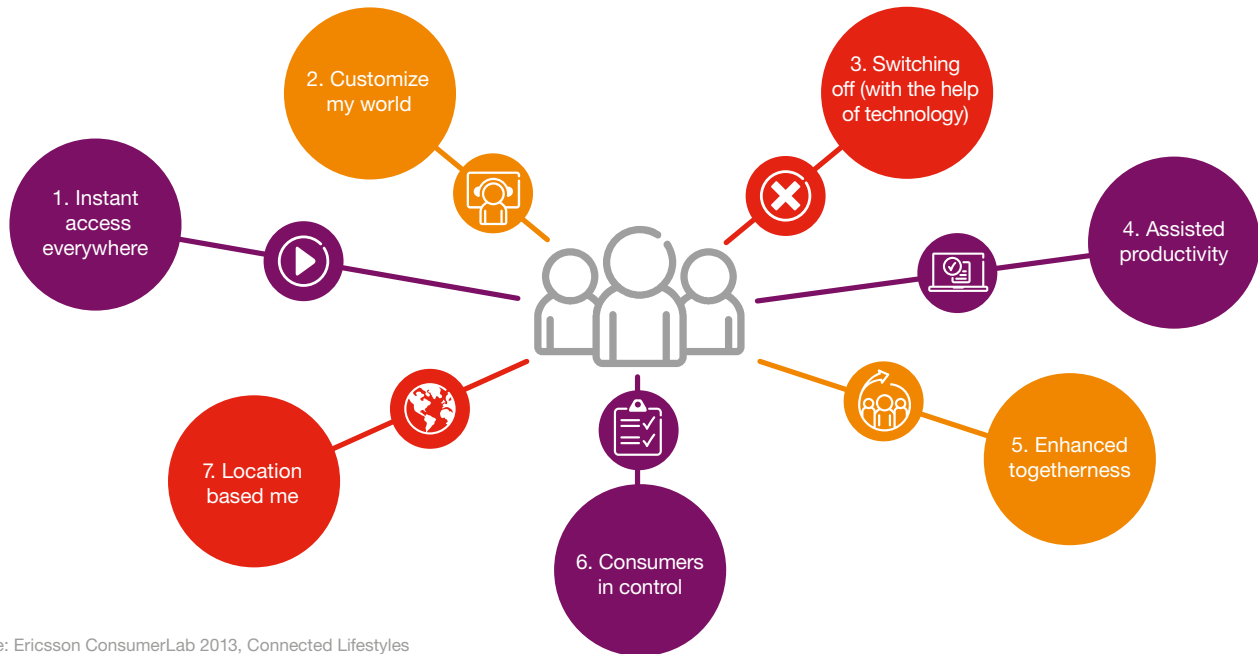 1. Instant
access
everywhere
2. Customize
my world
3. Switching
off (with the help
of technology)
4. Assisted
productivity
5. Enhanced
togetherness
6. Consumers
in control
7. Location
based me
e: Ericsson ConsumerLab 2013, Connected Lifestyles